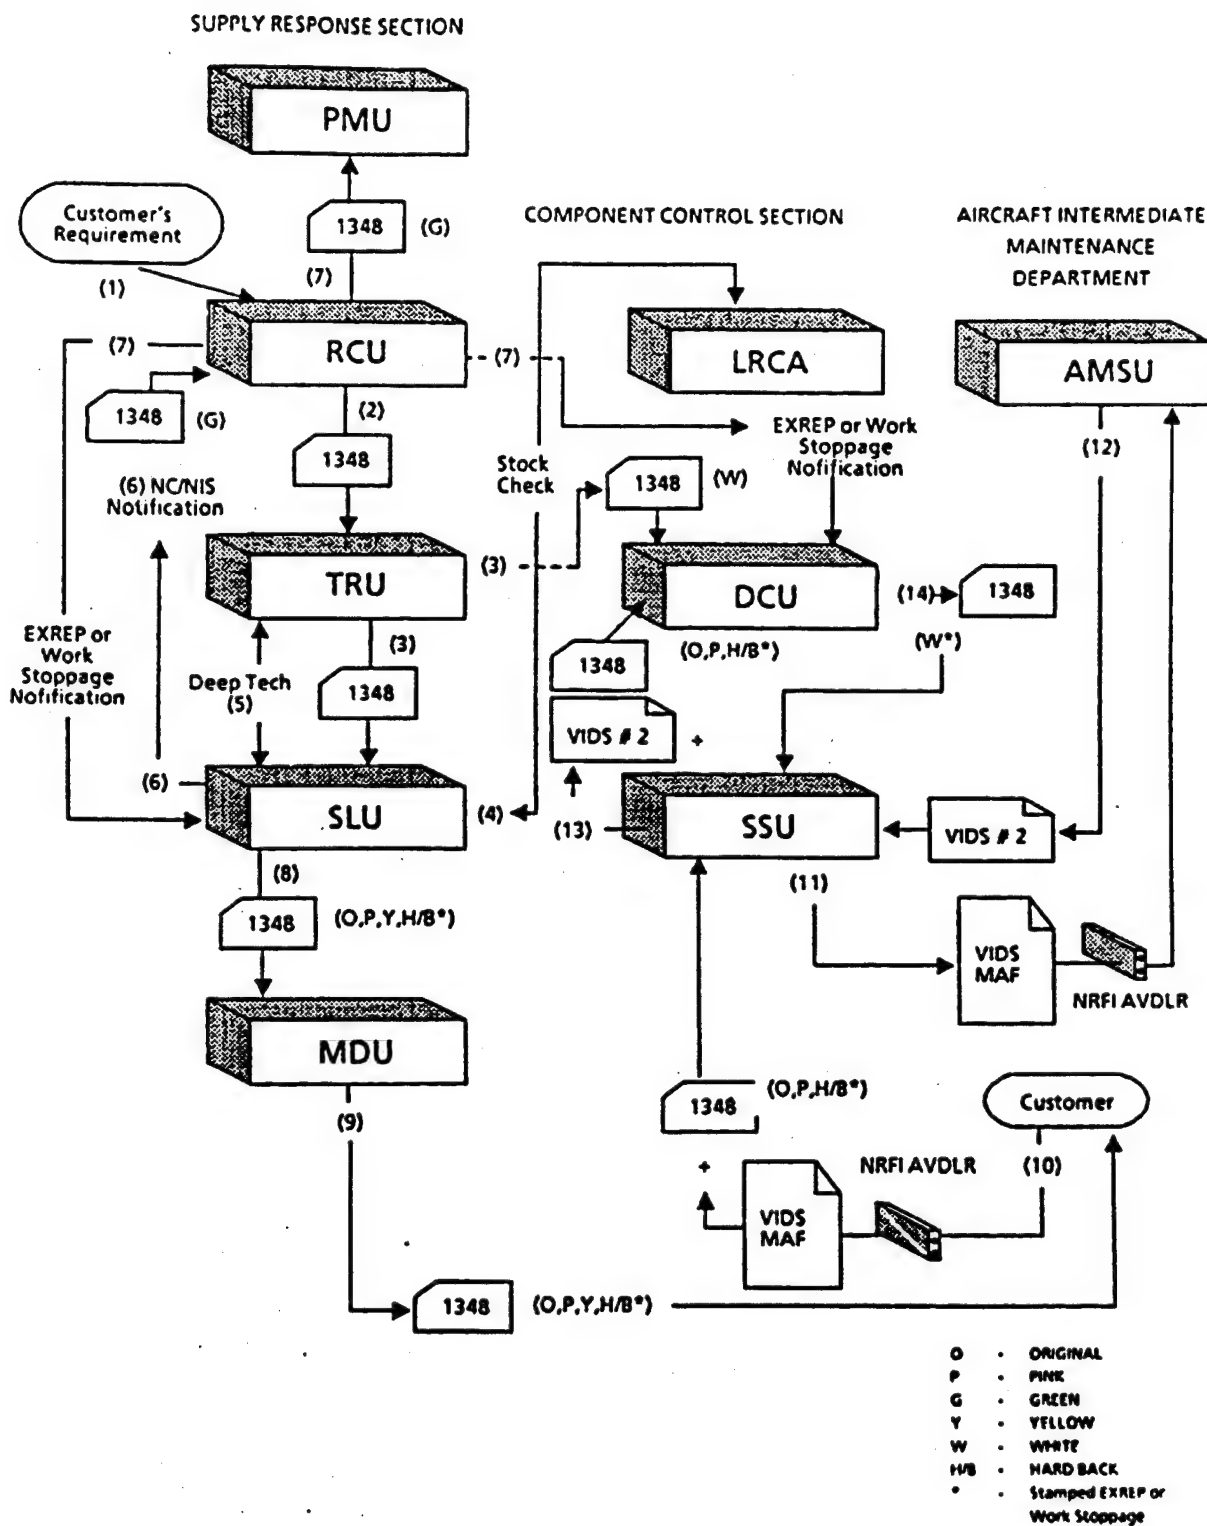 SUPPLY RESPONSE SECTION
PMU
Customer's
Requirement
1348
(G)
COMPONENT CONTROL SECTION
AIRCRAFT INTERMEDIATE
MAINTENANCE
DEPARTMENT
(1)
(7)
(7)
RCU
(7)
LRCA
AMSU
1348
(G)
(2)
EXREP or Work
Stoppage
Nofification
(12)
1348
Stock
Check
1348
(W)
(6) NC/NIS
Notification
TRU
(3)
DCU
(14)
1348
EXREP or
Work
Stoppage
Nofification
(3)
(O,P,H/B*)
(W*)
Deep Tech
(5)
1348
1348
VIDS # 2
+
(6)
SLU
(4)
(13)
SSU
VIDS # 2
(8)
(11)
1348
(O,P,Y,H/B*)
VIDS
MAF
NRFI AVDLR
MDU
1348
(O,P,H/B*)
Customer
(9)
+
NRFI AVDLR
(10)
VIDS
MAF
1348
(O,P,Y,H/B*)
O • ORIGINAL
P • PINK
G • GREEN
Y • YELLOW
W • WHITE
H/B • HARD BACK
* • Stamped EXREP or
Work Stoppage